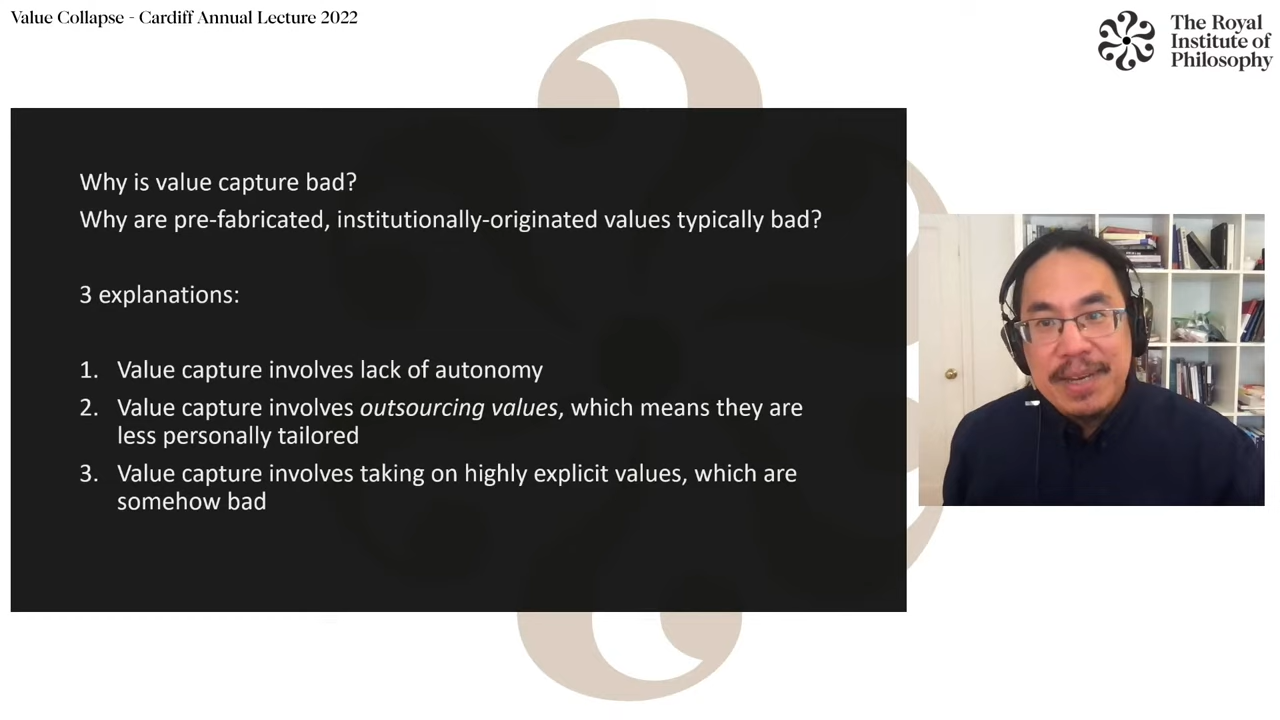 Value Collapse - Cardiff Annual Lecture 2022
The Royal
Institute of
Philosophy
Why is value capture bad?
Why are pre-fabricated, institutionally-originated values typically bad?
3 explanations:
1. Value capture involves lack of autonomy
2. Value capture involves outsourcing values, which means they are
less personally tailored
3. Value capture involves taking on highly explicit values, which are
somehow bad